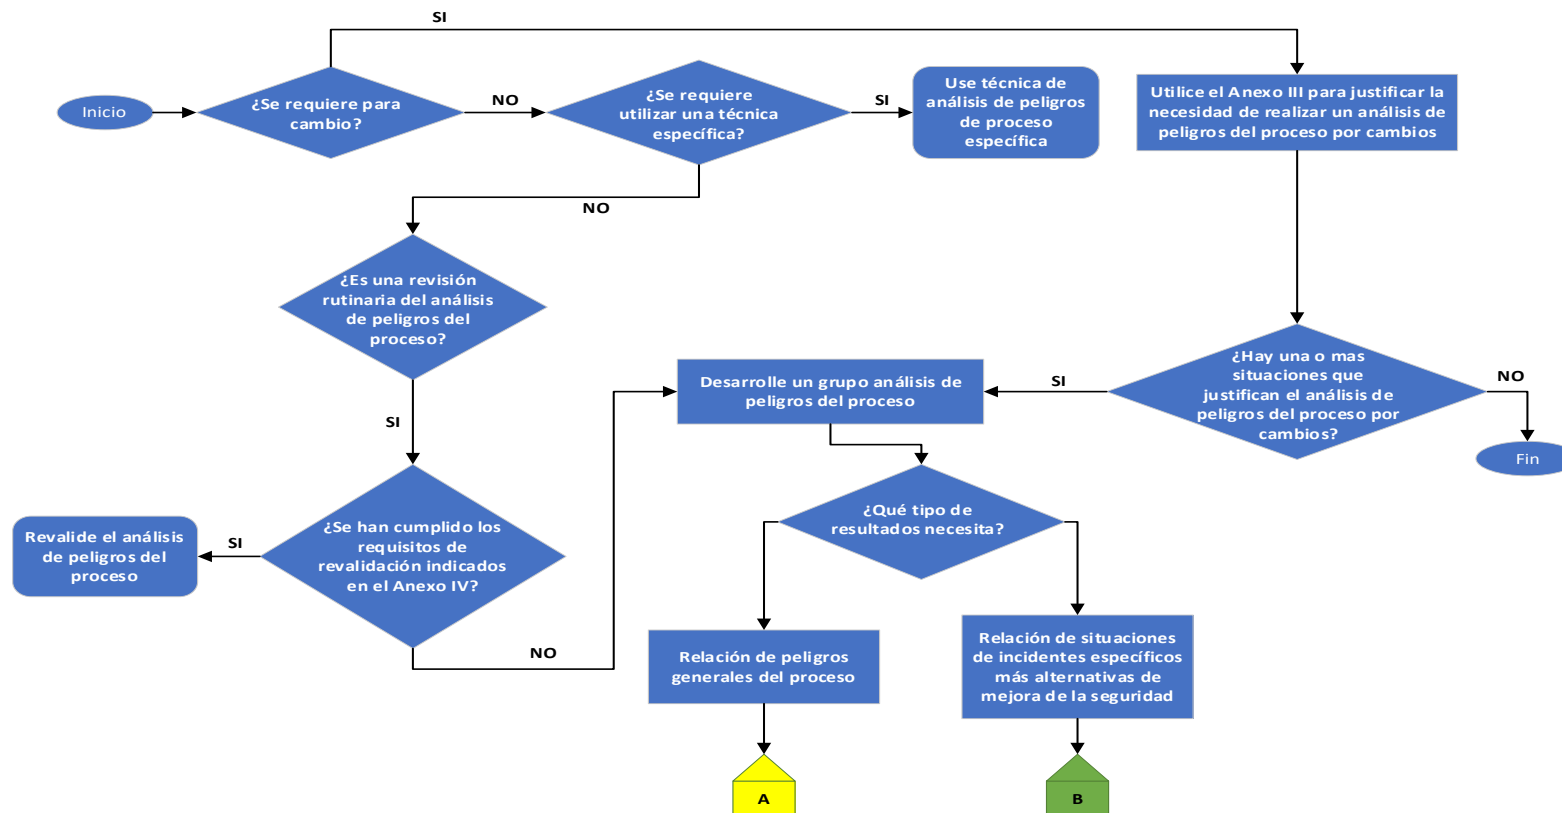 SI
Inicio
¿Se requiere para
cambio?
NO
¿Se requiere
utilizar una técnica
específica?
SI
Use técnica de
análisis de peligros
de proceso
específica
Utilice el Anexo III para justificar la
necesidad de realizar un análisis de
peligros del proceso por cambios
NO
¿Es una revisión
rutinaria del análisis
de peligros del
proceso?
SI
Desarrolle un grupo análisis de
peligros del proceso
SI
¿Hay una o mas
situaciones que
justifican el análisis de
peligros del proceso por
cambios?
NO
Fin
Revalide el análisis
de peligros del
proceso
SI
¿Se han cumplido los
requisitos de
revalidación indicados
en el Anexo IV?
NO
¿Qué tipo de
resultados necesita?
Relación de peligros
generales del proceso
Relación de situaciones
de incidentes específicos
más alternativas de
mejora de la seguridad
A
B